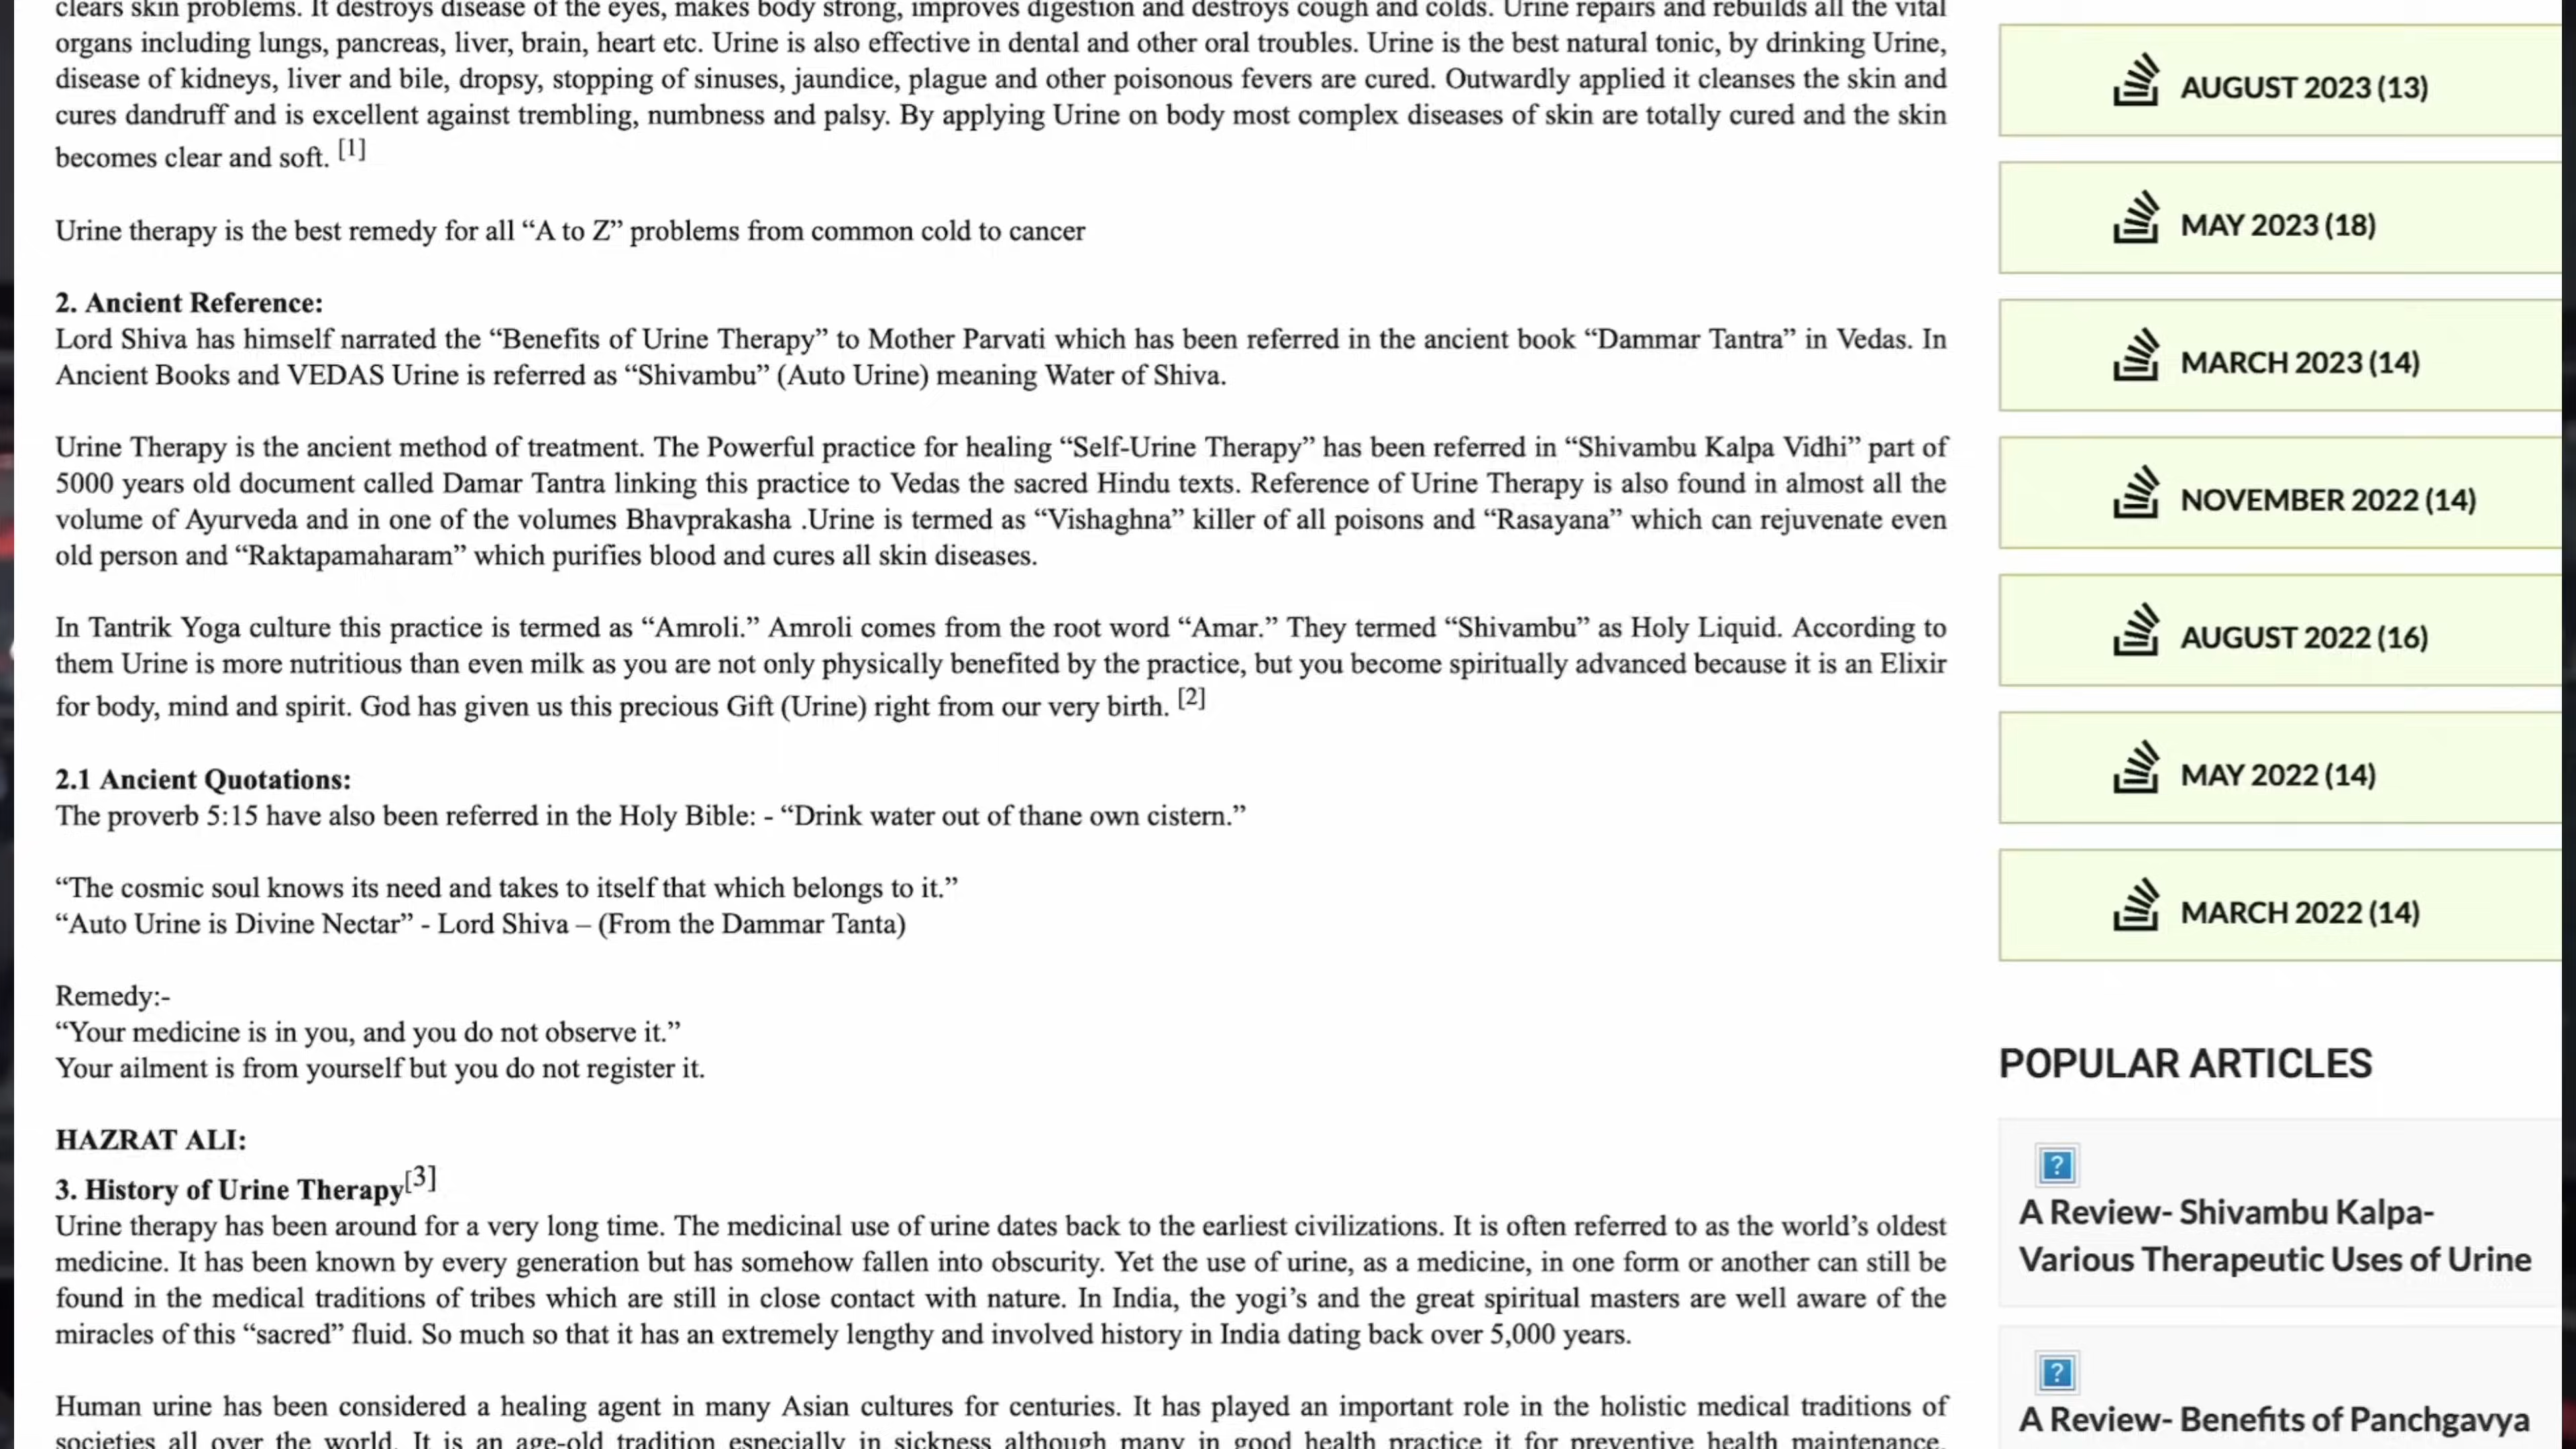 clears skin problems. It destroys disease of the eyes, makes body strong, improves digestion and destroys cough and colds. Urine repairs and rebuilds all the vital
organs including lungs, pancreas, liver, brain, heart etc. Urine is also effective in dental and other oral troubles. Urine is the best natural tonic, by drinking Urine,
disease of kidneys, liver and bile, dropsy, stopping of sinuses, jaundice, plague and other poisonous fevers are cured. Outwardly applied it cleanses the skin and
cures dandruff and is excellent against trembling, numbness and palsy. By applying Urine on body most complex diseases of skin are totally cured and the skin
becomes clear and soft. [1]
Urine therapy is the best remedy for all “A to Z” problems from common cold to cancer
2. Ancient Reference:
Lord Shiva has himself narrated the “Benefits of Urine Therapy” to Mother Parvati which has been referred in the ancient book “Dammar Tantra” in Vedas. In
Ancient Books and VEDAS Urine is referred as “Shivambu” (Auto Urine) meaning Water of Shiva.
Urine Therapy is the ancient method of treatment. The Powerful practice for healing “Self-Urine Therapy” has been referred in “Shivambu Kalpa Vidhi” part of
5000 years old document called Damar Tantra linking this practice to Vedas the sacred Hindu texts. Reference of Urine Therapy is also found in almost all the
volume of Ayurveda and in one of the volumes Bhavprakasha .Urine is termed as “Vishaghna” killer of all poisons and “Rasayana” which can rejuvenate even
old person and “Raktapamaharam” which purifies blood and cures all skin diseases.
In Tantrik Yoga culture this practice is termed as “Amroli.” Amroli comes from the root word “Amar.” They termed “Shivambu” as Holy Liquid. According to
them Urine is more nutritious than even milk as you are not only physically benefited by the practice, but you become spiritually advanced because it is an Elixir
for body, mind and spirit. God has given us this precious Gift (Urine) right from our very birth. [2]
2.1 Ancient Quotations:
The proverb 5:15 have also been referred in the Holy Bible: - “Drink water out of thane own cistern.”
“The cosmic soul knows its need and takes to itself that which belongs to it.”
“Auto Urine is Divine Nectar” - Lord Shiva – (From the Dammar Tanta)
Remedy:-
“Your medicine is in you, and you do not observe it.”
Your ailment is from yourself but you do not register it.
HAZRAT ALI:
3. History of Urine Therapy[3]
Urine therapy has been around for a very long time. The medicinal use of urine dates back to the earliest civilizations. It is often referred to as the world’s oldest
medicine. It has been known by every generation but has somehow fallen into obscurity. Yet the use of urine, as a medicine, in one form or another can still be
found in the medical traditions of tribes which are still in close contact with nature. In India, the yogi’s and the great spiritual masters are well aware of the
miracles of this “sacred” fluid. So much so that it has an extremely lengthy and involved history in India dating back over 5,000 years.
Human urine has been considered a healing agent in many Asian cultures for centuries. It has played an important role in the holistic medical traditions of
societies all over the world. It is an age-old tradition especially in sickness although many in good health practice it for preventive health maintenance.
AUGUST 2023 (13)
MAY 2023 (18)
MARCH 2023 (14)
NOVEMBER 2022 (14)
AUGUST 2022 (16)
MAY 2022 (14)
MARCH 2022 (14)
POPULAR ARTICLES
?
A Review- Shivambu Kalpa-
Various Therapeutic Uses of Urine
?
A Review- Benefits of Panchgavya